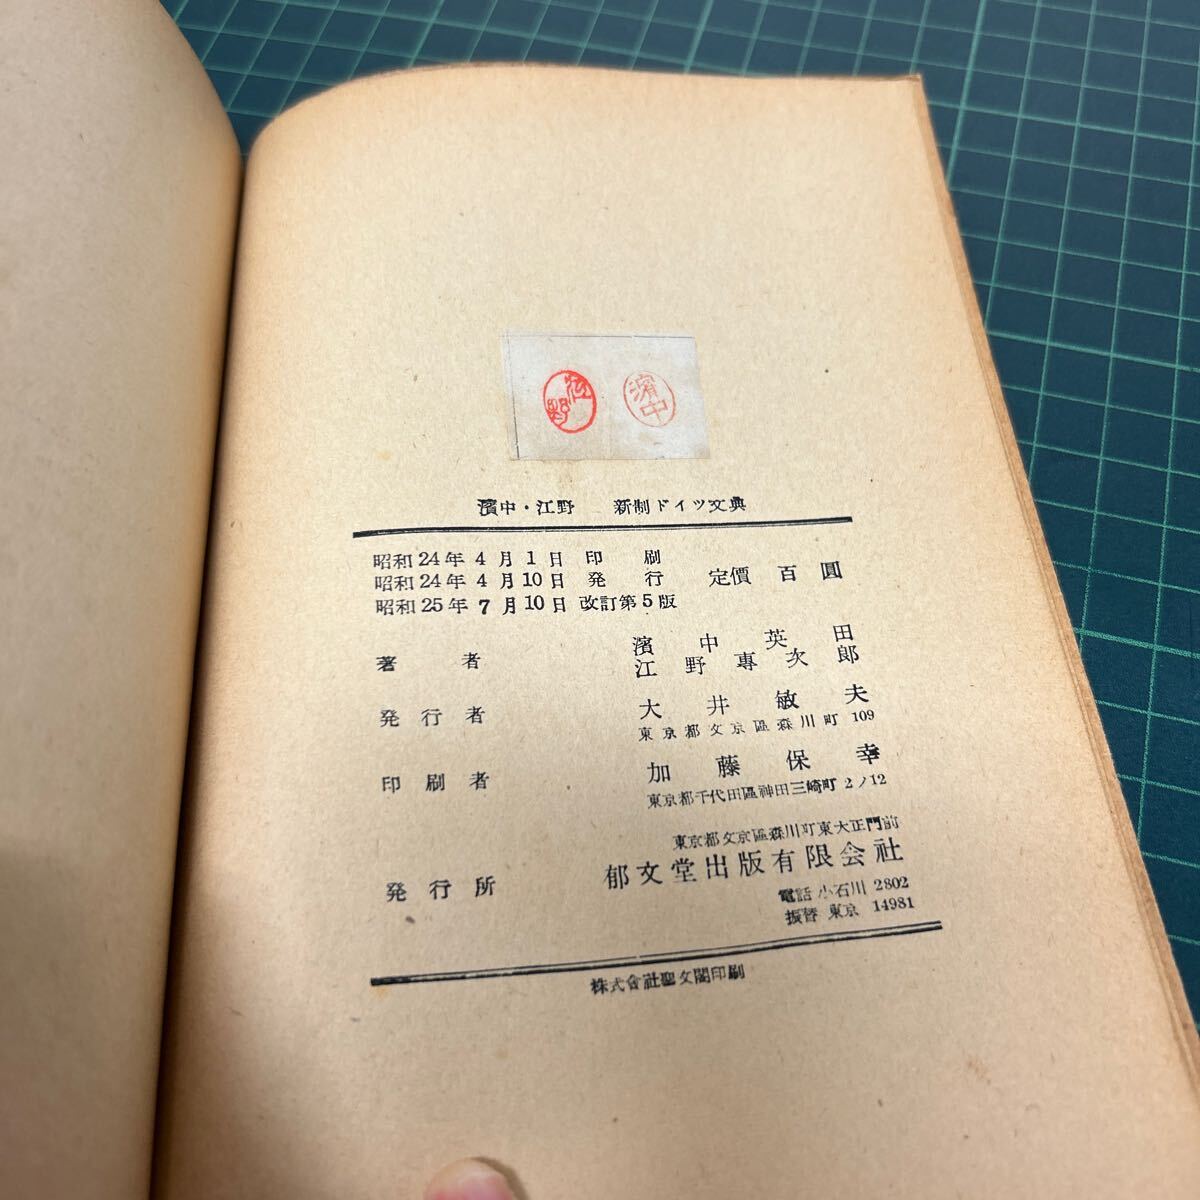 江野
濱中
濱中・江野 新制ドイツ文典
昭和24年4月1日 印刷
昭和24年4月10日 発行 定價 百圓
昭和25年7月10日 改訂第5版
著者 濱中英田
江野專次郎
発行者 大井敏夫
東京都文京區森川町109
印刷者 加藤保幸
東京都千代田區神田三崎町2ノ12
東京都文京區森川町東大正門前
発行所 郁文堂出版有限会社
電話 小石川 2802
振替 東京 14981
株式會社聖文閣印刷